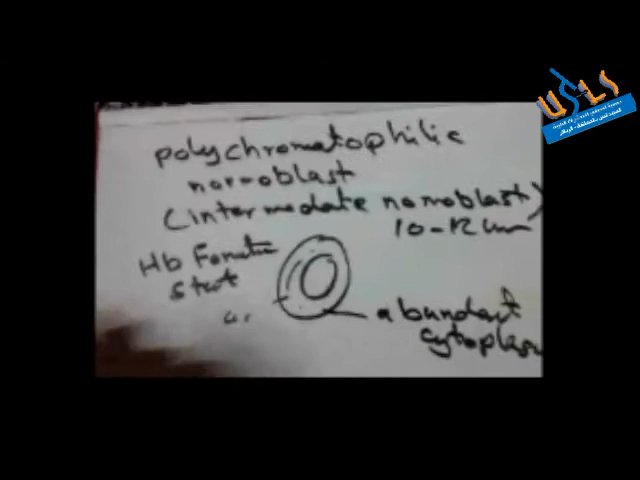 polychromatophilic
normoblast
(intermediate normoblast)
10-12 um
Hb Formation
start
abundant
cytoplasm